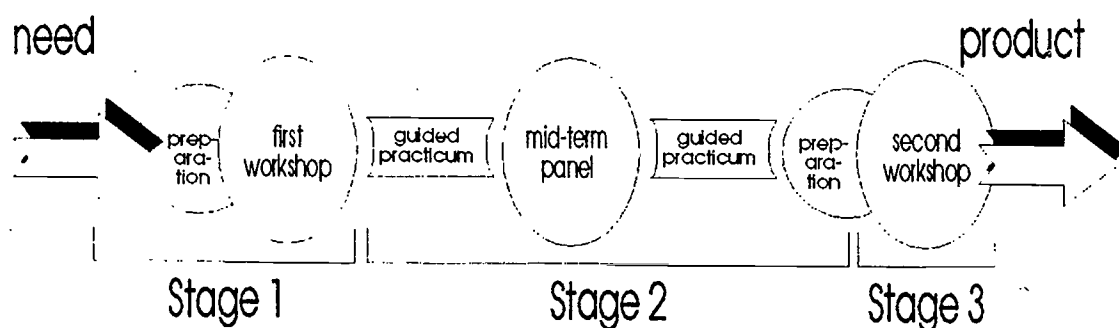 need
product
prep-
ara-
tion
first
workshop
guided
practicum
mid-term
panel
guided
practicum
prep-
ara-
tion
second
workshop
Stage 1
Stage 2
Stage 3